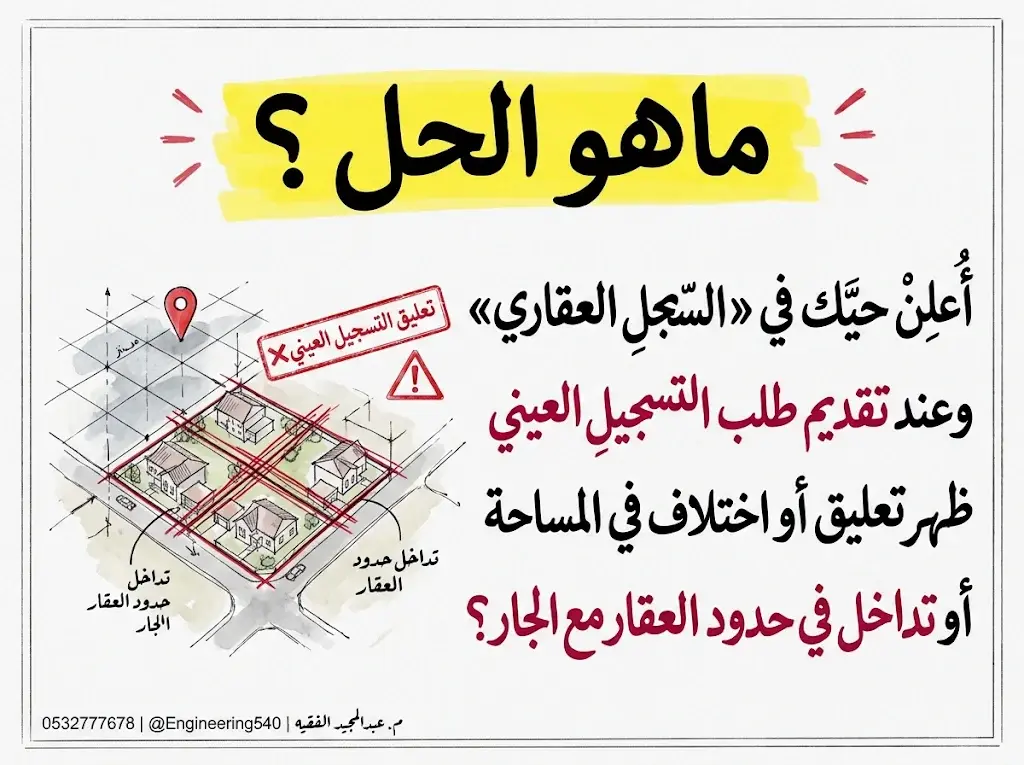 ماهو الحل ؟
أُعلِنْ حيَّك في «السّجلِ العقاري»
وعند تقديم طلب التسجيلِ العيني
ظهر تعليق أو اختلاف في المساحة
أو تداخل في حدود العقار مع الجار؟
تعليق التسجيل العيني ×
تداخل حدود
العقار
تداخل
حدود العقار
الجار
م. عبدالمجيد الفقيه | @Engineering540 | 0532777678